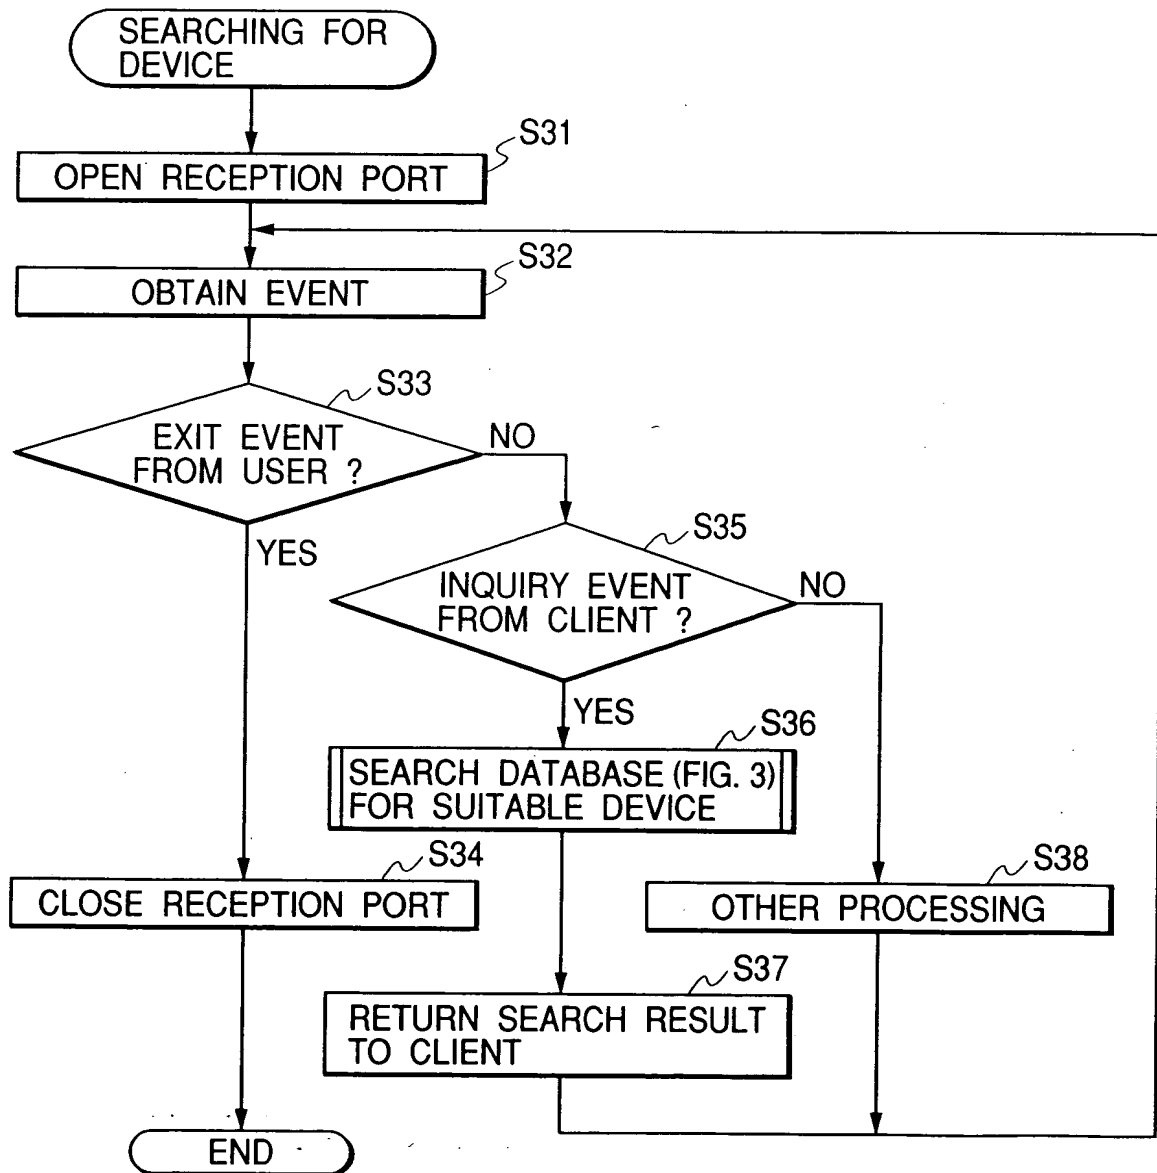 SEARCHING FOR
DEVICE
S31
OPEN RECEPTION PORT
S32
OBTAIN EVENT
S33
EXIT EVENT
FROM USER ?
NO
YES
S35
INQUIRY EVENT
FROM CLIENT ?
NO
YES
S36
SEARCH DATABASE (FIG. 3)
FOR SUITABLE DEVICE
S34
CLOSE RECEPTION PORT
S38
OTHER PROCESSING
S37
RETURN SEARCH RESULT
TO CLIENT
END